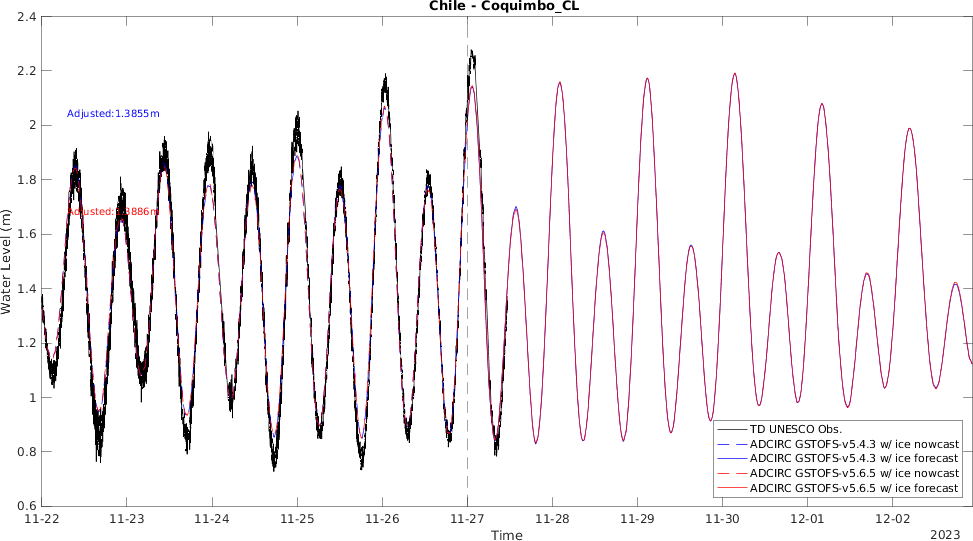 Chile - Coquimbo_CL
2.4
2.2
2
1.8
1.6
1.4
1.2
1
0.8
0.6
Water Level (m)
Adjusted:1.3855m
Adjusted:1.3886m
TD UNESCO Obs.
ADCIRC GSTOFS-v5.4.3 w/ ice nowcast
ADCIRC GSTOFS-v5.4.3 w/ ice forecast
ADCIRC GSTOFS-v5.6.5 w/ ice nowcast
ADCIRC GSTOFS-v5.6.5 w/ ice forecast
11-22 11-23 11-24 11-25 11-26 11-27 11-28 11-29 11-30 12-01 12-02
Time
2023